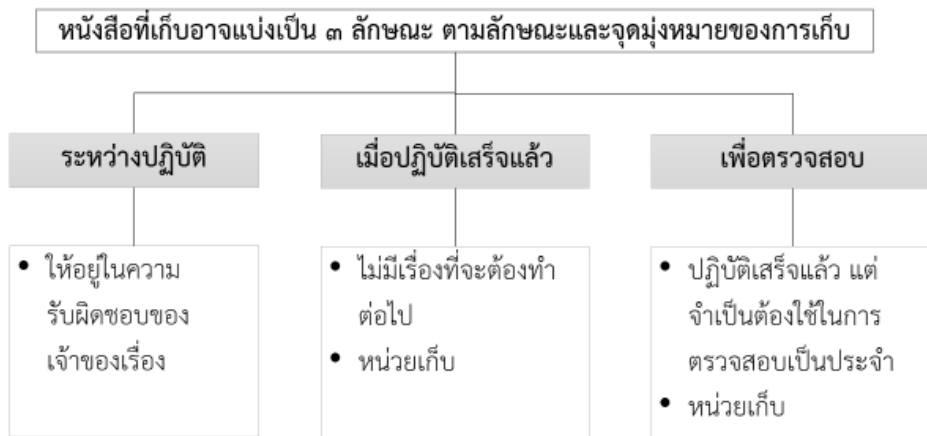 หนังสือที่เก็บอาจแบ่งเป็น ๓ ลักษณะ ตามลักษณะและจุดมุ่งหมายของการเก็บ
ระหว่างปฏิบัติ
• ให้อยู่ในความ
รับผิดชอบของ
เจ้าของเรื่อง
เมื่อปฏิบัติเสร็จแล้ว
• ไม่มีเรื่องที่จะต้องทำ
ต่อไป
• หน่วยเก็บ
เพื่อตรวจสอบ
• ปฏิบัติเสร็จแล้ว แต่
จำเป็นต้องใช้ในการ
ตรวจสอบเป็นประจำ
• หน่วยเก็บ